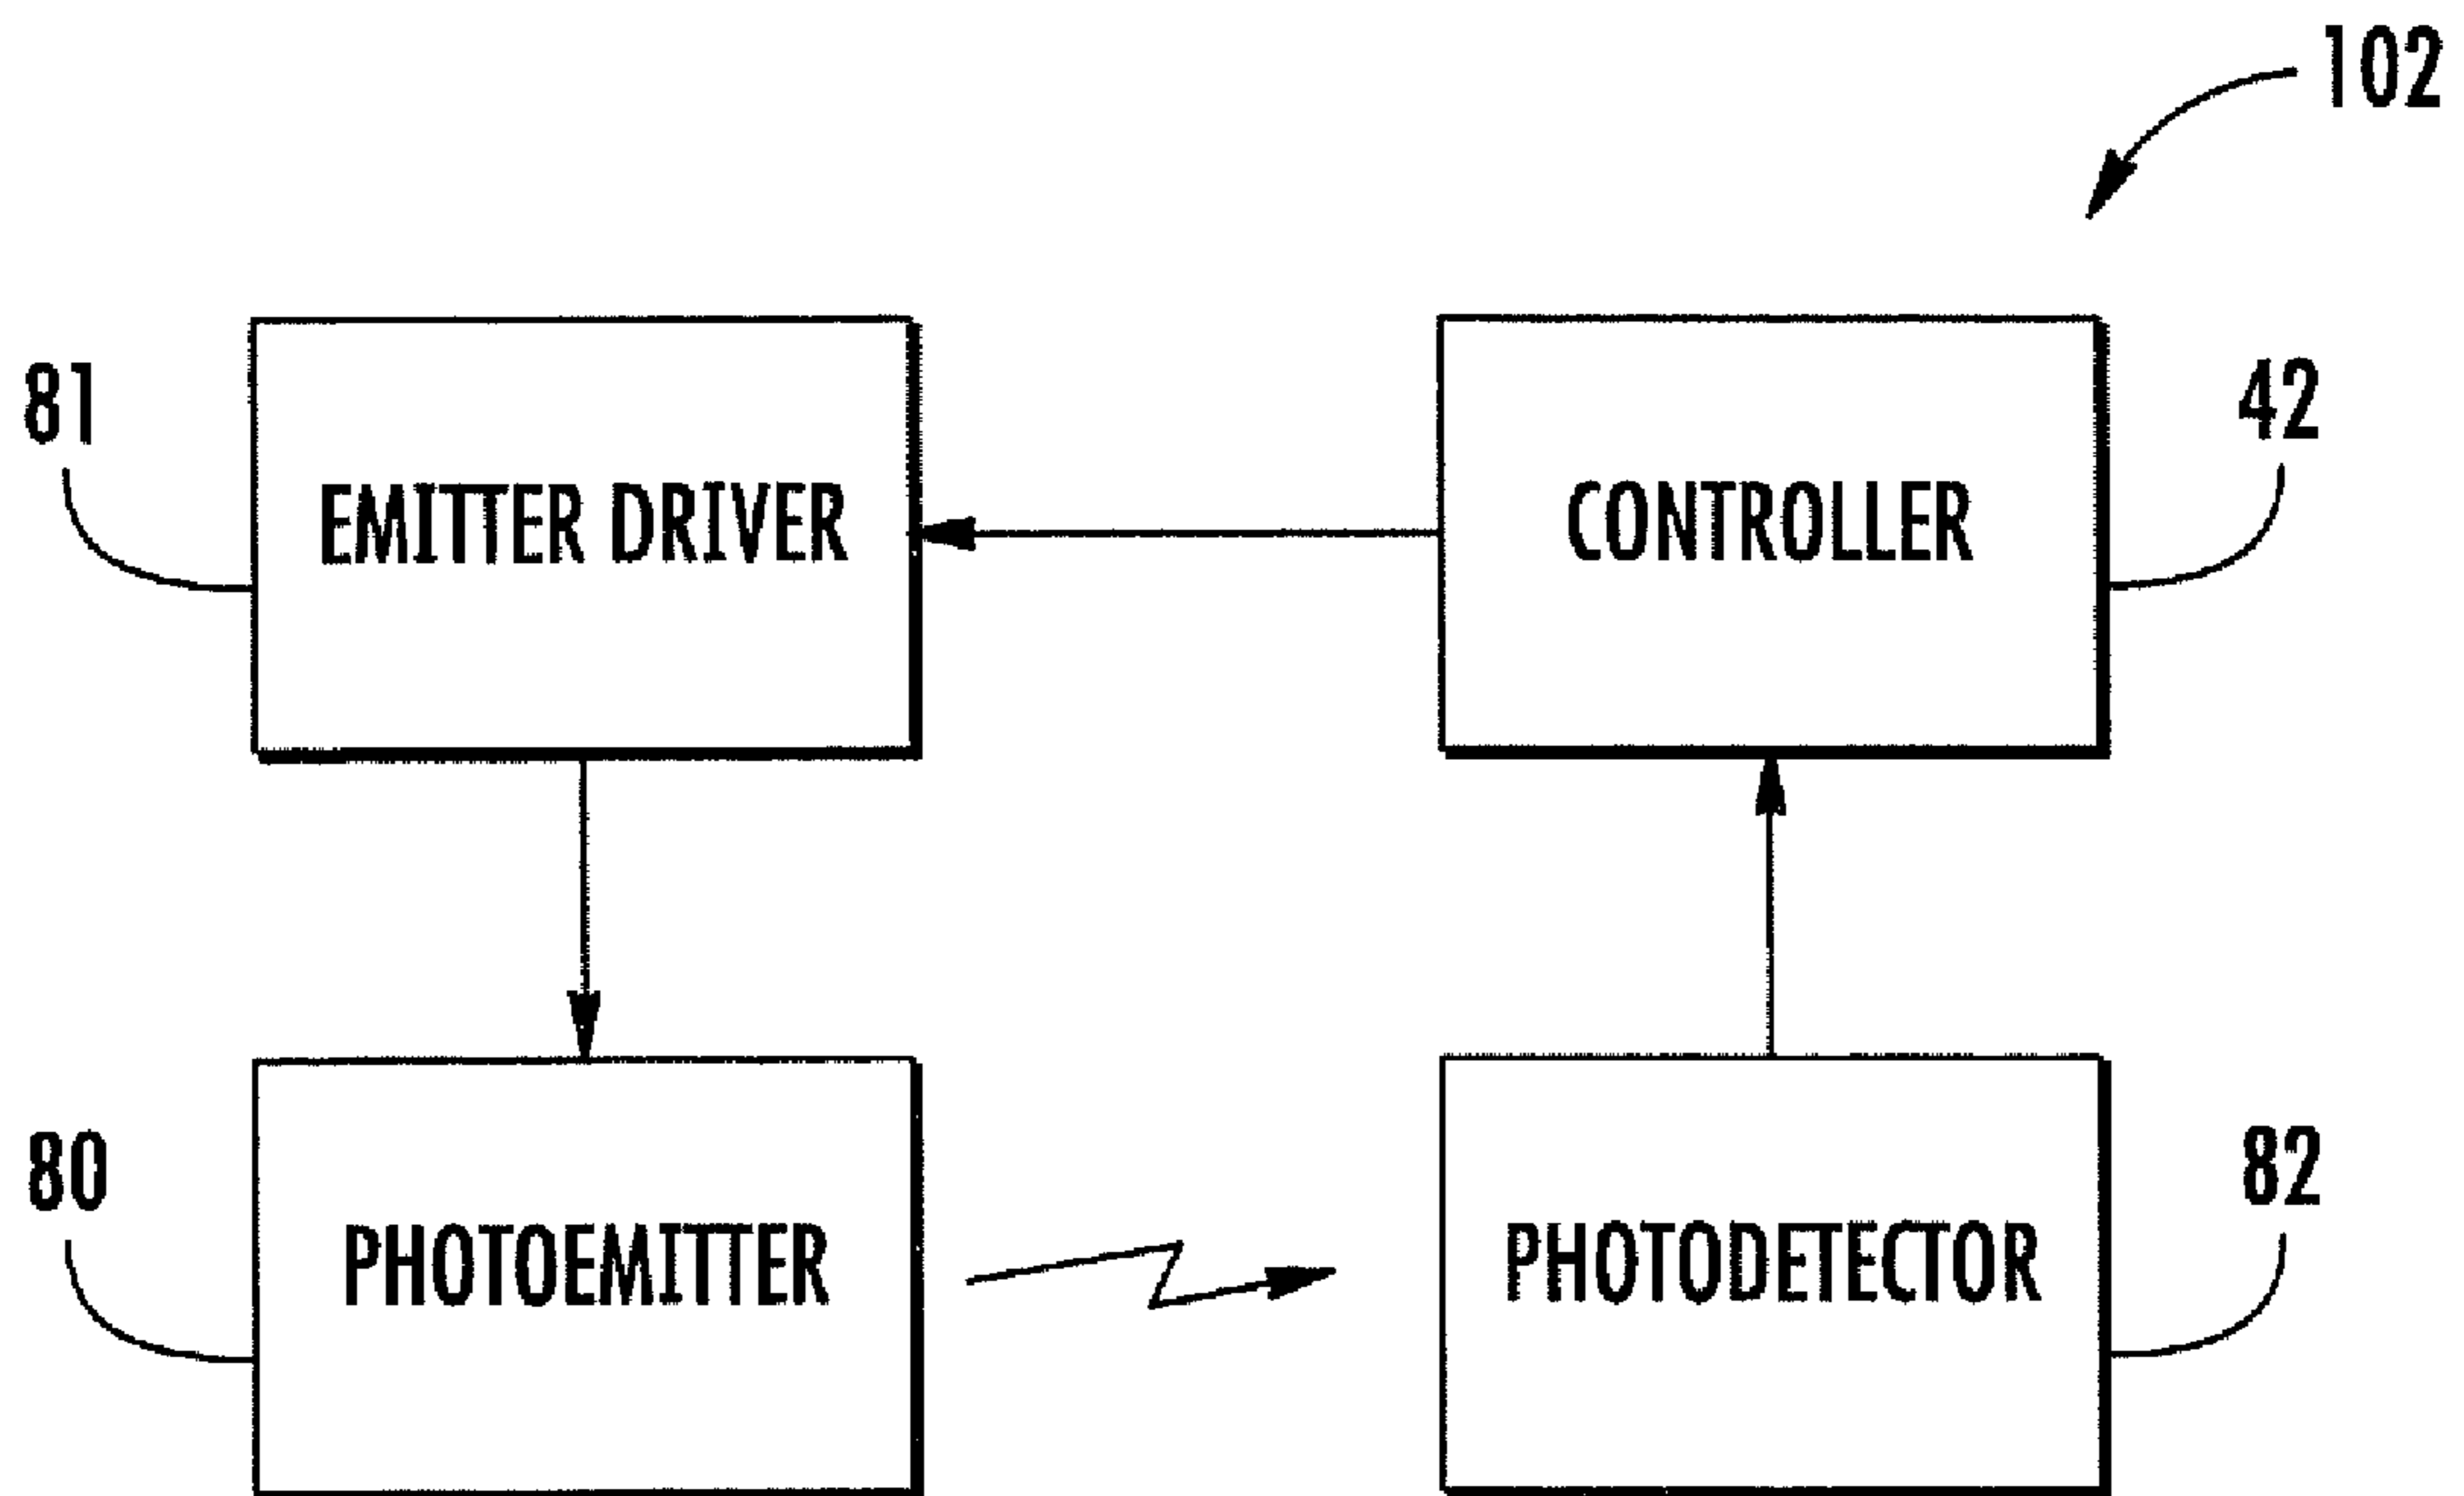 102
81
EMITTER DRIVER
CONTROLLER
42
80
PHOTOEMITTER
PHOTODETECTOR
82